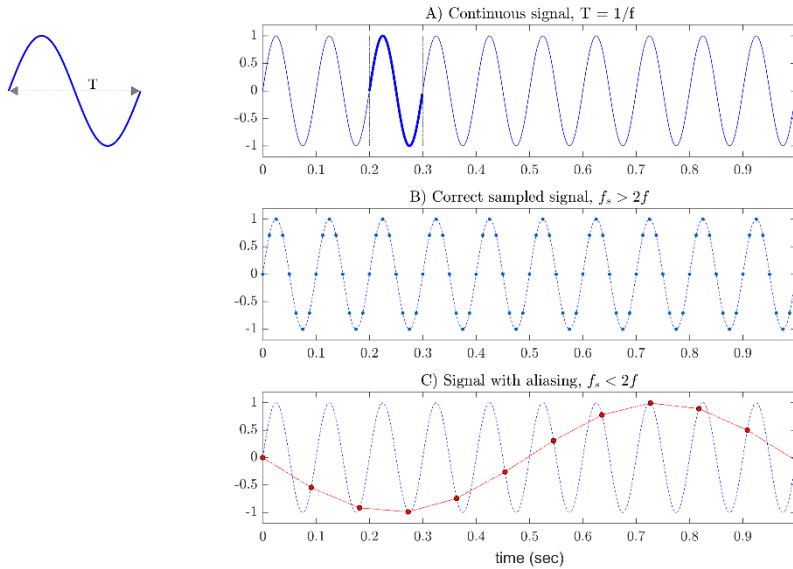 T
A) Continuous signal, T = 1/f
1
0.5
0
-0.5
-1
0 0.1 0.2 0.3 0.4 0.5 0.6 0.7 0.8 0.9
B) Correct sampled signal, f_s > 2f
1
0.5
0
-0.5
-1
0 0.1 0.2 0.3 0.4 0.5 0.6 0.7 0.8 0.9
C) Signal with aliasing, f_s < 2f
1
0.5
0
-0.5
-1
0 0.1 0.2 0.3 0.4 0.5 0.6 0.7 0.8 0.9
time (sec)